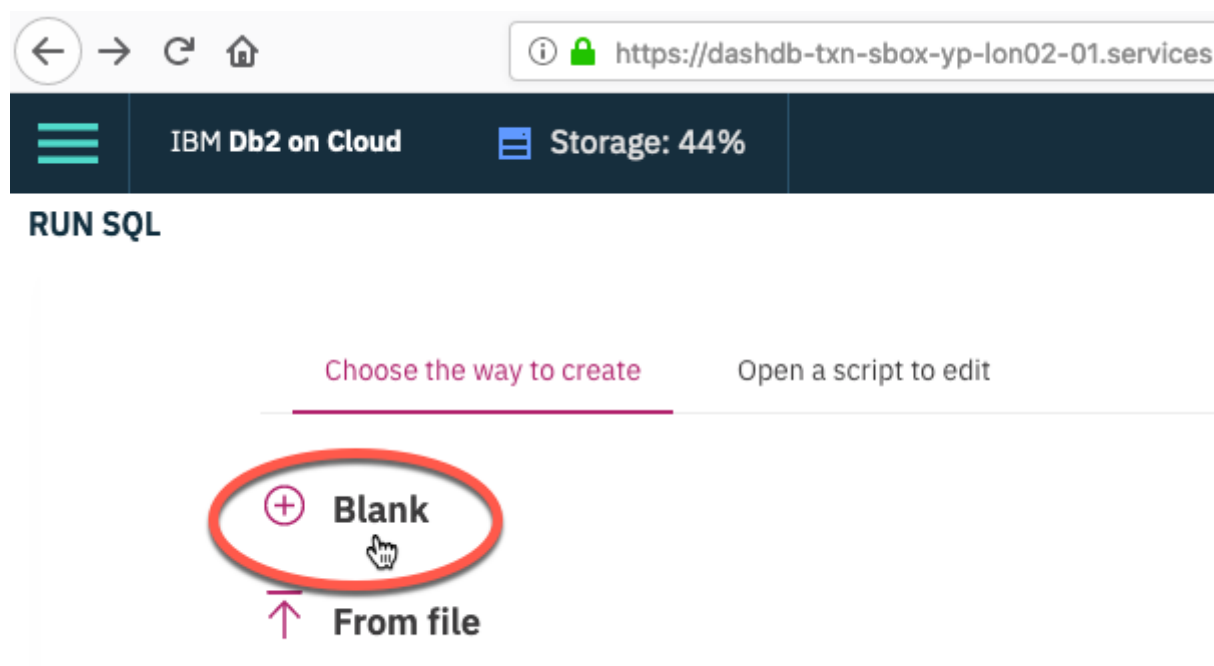 https://dashdb-txn-sbox-yp-lon02-01.services
IBM Db2 on Cloud Storage: 44%
RUN SQL
Choose the way to create Open a script to edit
Blank
From file